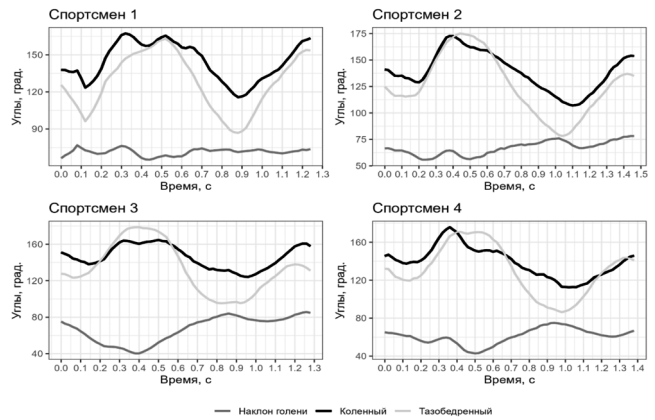 Спортсмен 1
Углы, град.
150
120
90
0.0 0.1 0.2 0.3 0.4 0.5 0.6 0.7 0.8 0.9 1.0 1.1 1.2 1.3
Время, с
Спортсмен 2
Углы, град.
175
150
125
100
75
50
0.0 0.1 0.2 0.3 0.4 0.5 0.6 0.7 0.8 0.9 1.0 1.1 1.2 1.3 1.4 1.5
Время, с
Спортсмен 3
Углы, град.
160
120
80
40
0.0 0.1 0.2 0.3 0.4 0.5 0.6 0.7 0.8 0.9 1.0 1.1 1.2 1.3
Время, с
Спортсмен 4
Углы, град.
160
120
80
40
0.0 0.1 0.2 0.3 0.4 0.5 0.6 0.7 0.8 0.9 1.0 1.1 1.2 1.3 1.4
Время, с
Наклон голени Коленный Тазобедренный